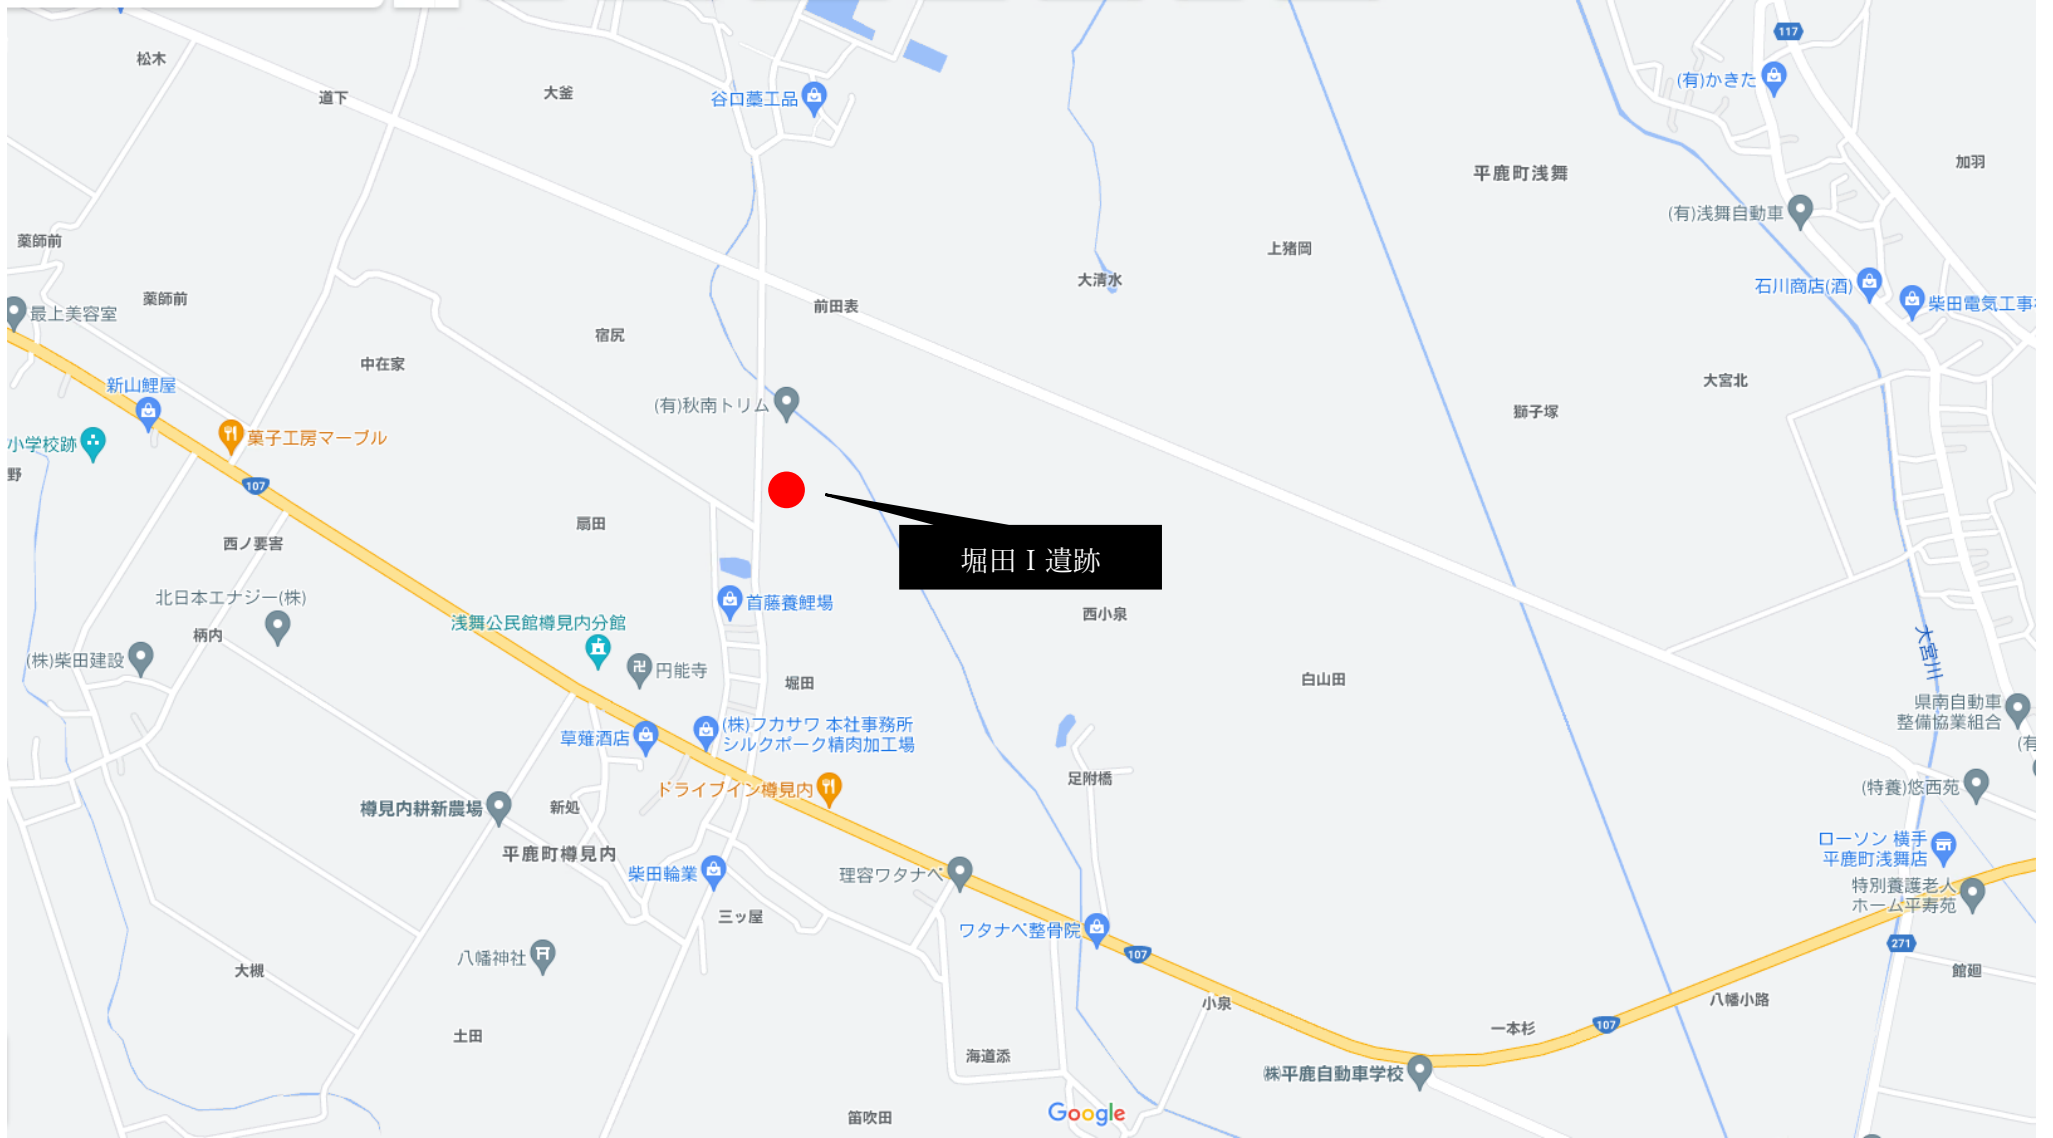 117
松木
(有)かきた
大釜
道下
谷口藁工品
加羽
平鹿町浅舞
(有)浅舞自動車
薬師前
上猪岡
大清水
石川商店(酒)
薬師前
柴田電気工事
前田表
最上美容室
宿尻
中在家
大宮北
新山鯉屋
(有)秋南トリム
獅子塚
菓子工房マーブル
小学校跡
野
107
扇田
西ノ要害
堀田Ⅰ遺跡
北日本エナジー(株)
首藤養鯉場
西小泉
浅舞公民館樽見内分館
柄内
大宮川
(株)柴田建設
円能寺
堀田
白山田
県南自動車
整備協業組合
(株)フカサワ 本社事務所
シルクポーク精肉加工場
草薙酒店
(有
足附橋
ドライブイン樽見内
(特養)悠西苑
樽見内耕新農場
新処
ローソン 横手
平鹿町浅舞店
平鹿町樽見内
柴田輪業
理容ワタナベ
特別養護老人
ホーム平寿苑
三ッ屋
ワタナベ整骨院
271
107
八幡神社
大槻
館廻
小泉
八幡小路
107
一本杉
土田
海道添
㈱平鹿自動車学校
Google
笛吹田